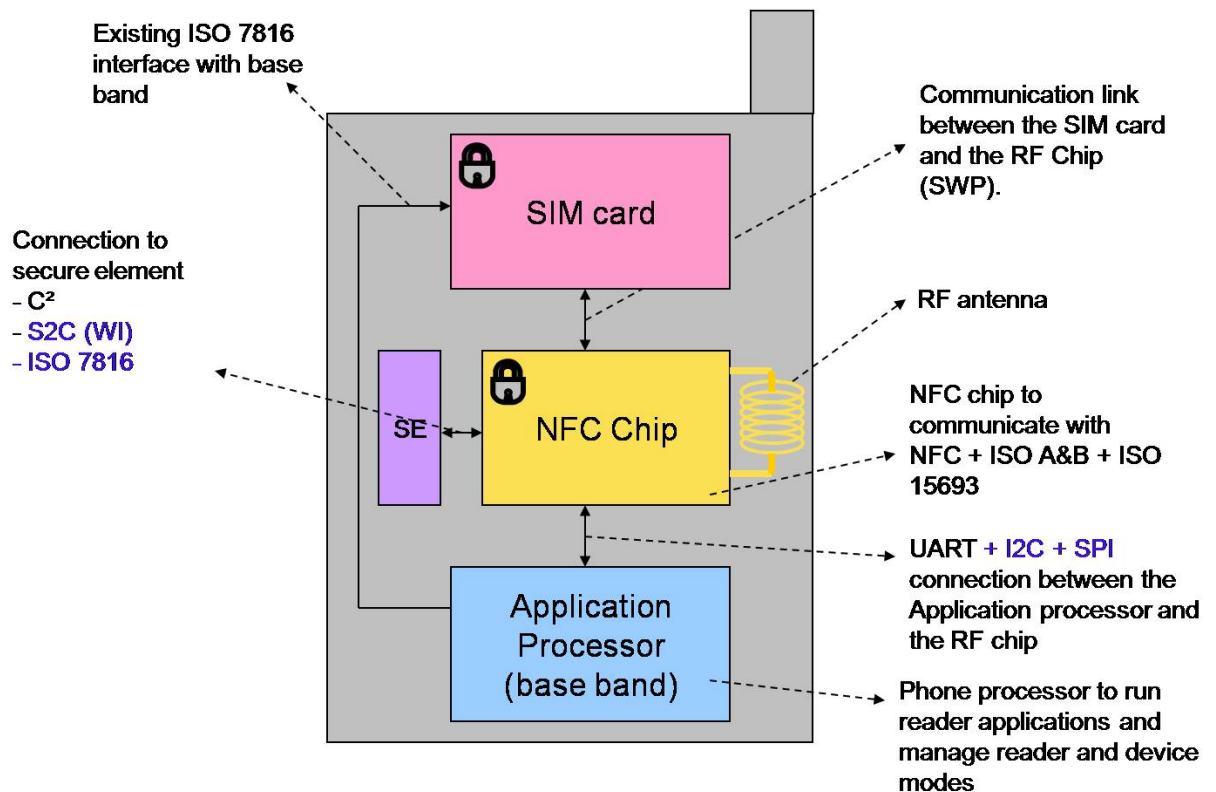 Existing ISO 7816
interface with base
band
Communication link
between the SIM card
and the RF Chip
(SWP).
SIM card
Connection to
secure element
- C²
- S2C (WI)
- ISO 7816
RF antenna
SE
NFC Chip
NFC chip to
communicate with
NFC + ISO A&B + ISO
15693
UART + I2C + SPI
connection between the
Application processor and
the RF chip
Application
Processor
(base band)
Phone processor to run
reader applications and
manage reader and device
modes